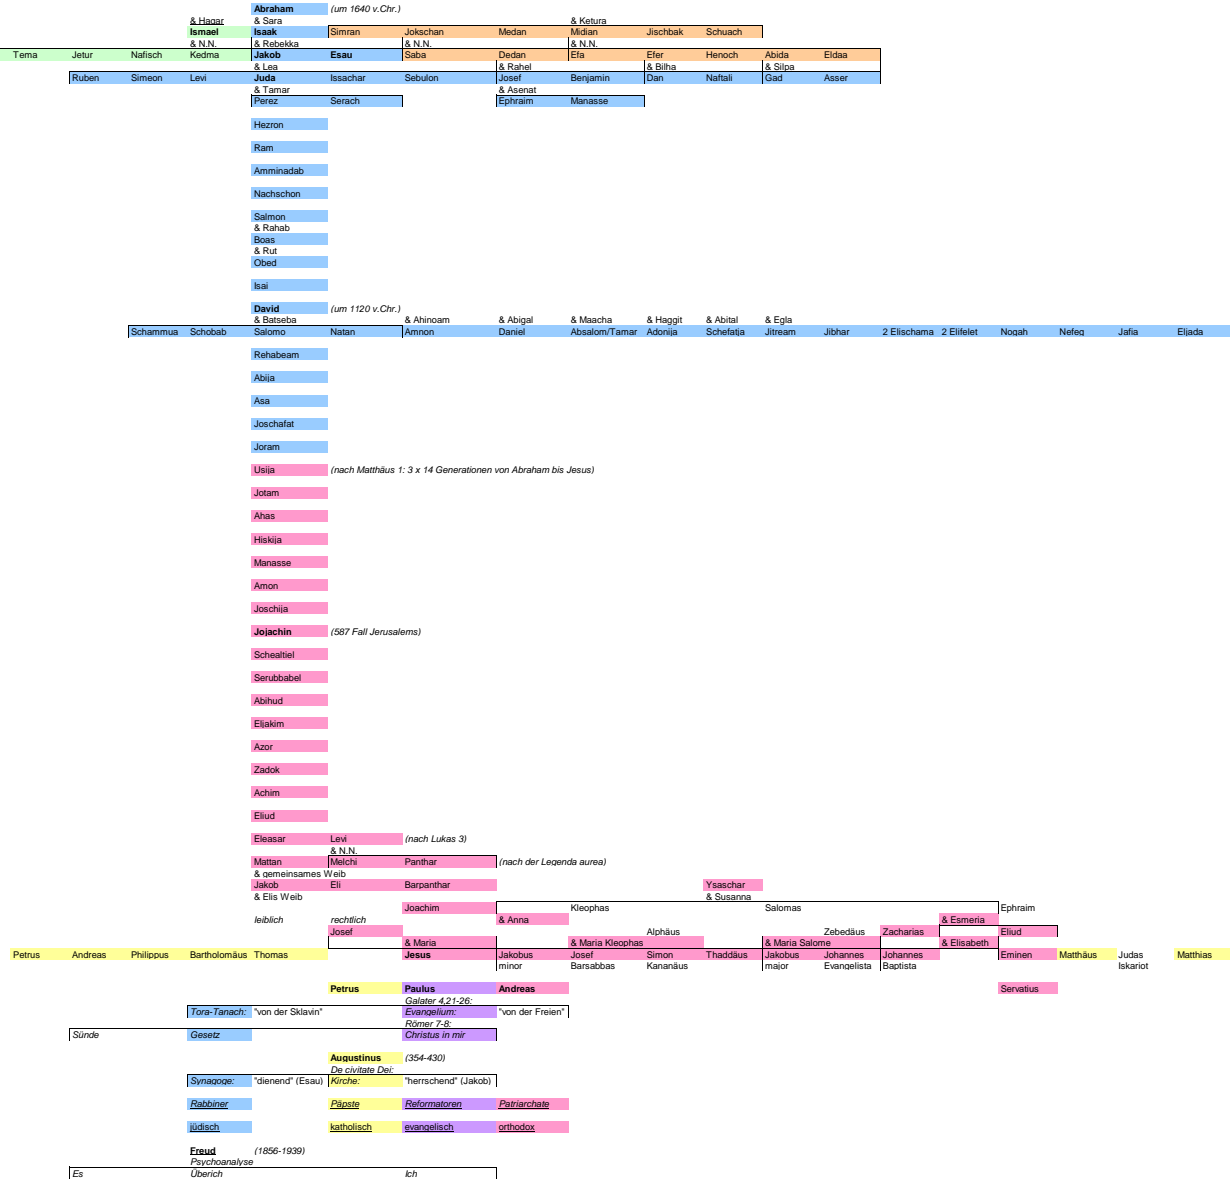 Abraham (um 1640 v.Chr.)
& Hagar & Sara & Ketura
Ismael Isaak Simran Jokschan Medan Midian Jischbak Schuach
& N.N. & Rebekka & N.N. & N.N.
Tema Jetur Nafisch Kedma Jakob Esau Saba Dedan Efa Efer Henoch Abida Eldaa
& Lea & Rahel & Bilha & Silpa
Ruben Simeon Levi Juda Issachar Sebulon Josef Benjamin Dan Naftali Gad Asser
& Tamar & Asenat
Perez Serach Ephraim Manasse
Hezron
Ram
Amminadab
Nachschon
Salmon
& Rahab
Boas
& Rut
Obed
Isai
David (um 1120 v.Chr.)
& Batseba & Ahinoam & Abigal & Maacha & Haggit & Abital & Egla
Schammua Schobab Salomo Natan Amnon Daniel Absalom/Tamar Adonija Schefatja Jitream Jibhar 2 Elischama 2 Elifelet Nogah Nefeg Jafia Eljada
Rehabeam
Abija
Asa
Joschafat
Joram
Usija (nach Matthäus 1: 3 x 14 Generationen von Abraham bis Jesus)
Jotam
Ahas
Hiskija
Manasse
Amon
Joschija
Jojachin (587 Fall Jerusalems)
Schealtiel
Serubbabel
Abihud
Eljakim
Azor
Zadok
Achim
Eliud
Eleasar Levi (nach Lukas 3)
& N.N.
Mattan Melchi Panthar (nach der Legenda aurea)
& gemeinsames Weib
Jakob Eli Barpanthar Ysaschar
& Elis Weib & Susanna
Joachim Kleophas Salomas Ephraim
leiblich rechtlich & Anna & Esmeria
Josef Alphäus Zebedäus Zacharias Eliud
& Maria & Maria Kleophas & Maria Salome & Elisabeth
Petrus Andreas Philippus Bartholomäus Thomas Jesus Jakobus Josef Simon Thaddäus Jakobus Johannes Johannes Eminen Matthäus Judas Matthias
minor Barsabbas Kananäus major Evangelista Baptista Iskariot
Petrus Paulus Andreas Servatius
Galater 4,21-26:
Tora-Tanach: "von der Sklavin" Evangelium: "von der Freien"
Römer 7-8:
Sünde Gesetz Christus in mir
Augustinus (354-430)
De civitate Dei:
Synagoge: "dienend" (Esau) Kirche: "herrschend" (Jakob)
Rabbiner Päpste Reformatoren Patriarchate
jüdisch katholisch evangelisch orthodox
Freud (1856-1939)
Psychoanalyse
Es Überich Ich